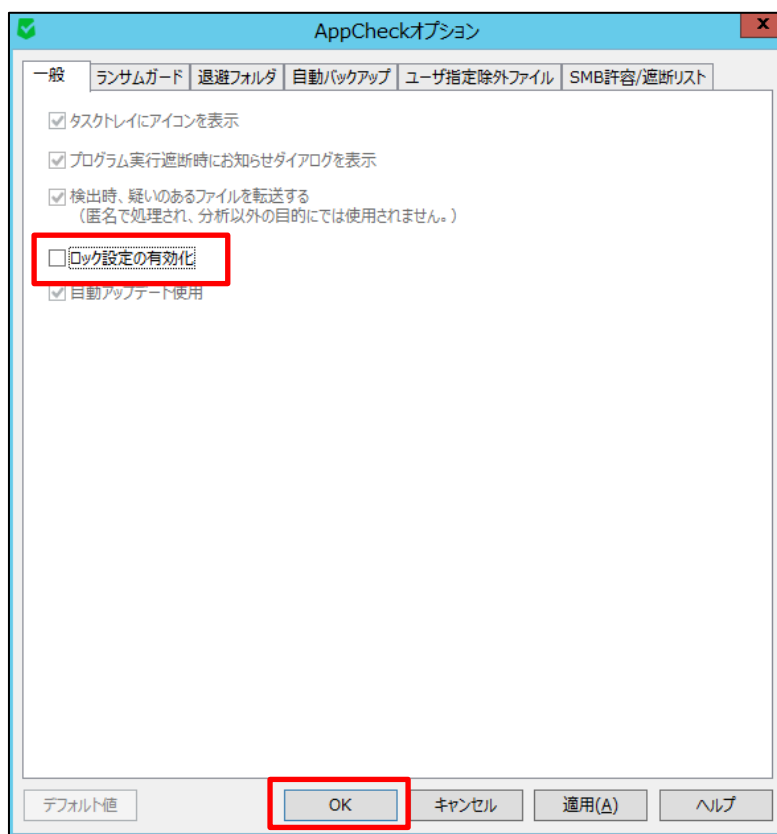 AppCheckオプション
x
一般 ランサムガード 退避フォルダ 自動バックアップ ユーザ指定除外ファイル SMB許容/遮断リスト
タスクトレイにアイコンを表示
プログラム実行遮断時にお知らせダイアログを表示
検出時、疑いのあるファイルを転送する
(匿名で処理され、分析以外の目的にでは使用されません。)
ロック設定の有効化
自動アップデート使用
デフォルト値 OK キャンセル 適用(A) ヘルプ